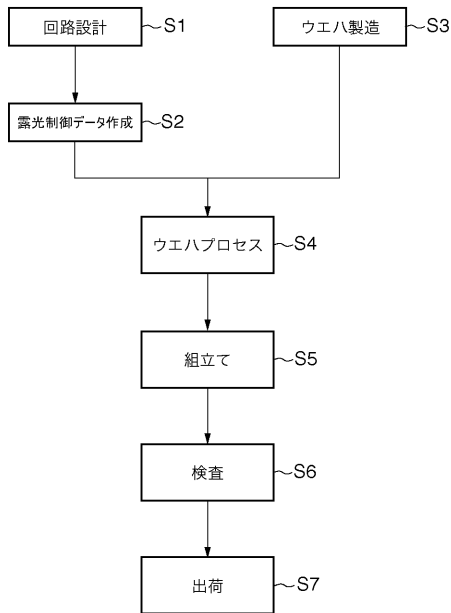 回路設計 S1
ウエハ製造 S3
露光制御データ作成 S2
ウエハプロセス S4
組立て S5
検査 S6
出荷 S7